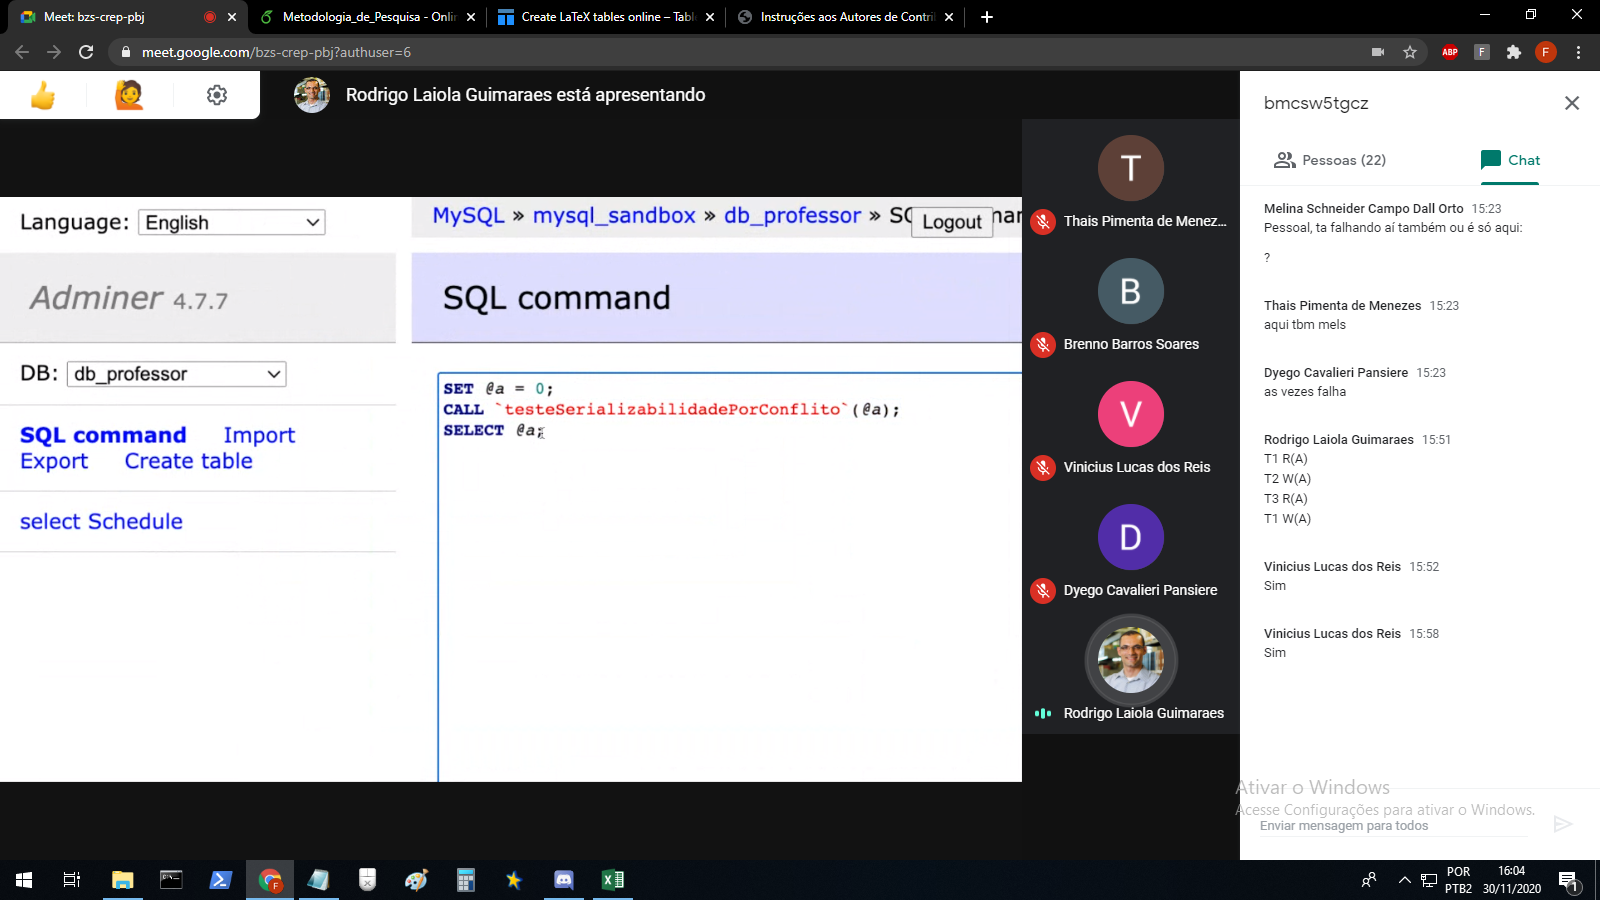 Meet: bzs-crep-pbj
Metodologia_de_Pesquisa - Onli
Create LaTeX tables online – Tabl
Instruções aos Autores de Contri
meet.google.com/bzs-crep-pbj?authuser=6
ABP
F
F
Rodrigo Laiola Guimaraes está apresentando
Language: English
MySQL » mysql_sandbox » db_professor »
Logout
Adminer 4.7.7
SQL command
DB: db_professor
SQL command Import
Export Create table
select Schedule
SET @a = 0;
CALL `testeSerializabilidadePorConflito`(@a);
SELECT @a;
T
Thais Pimenta de Menez...
B
Brenno Barros Soares
V
Vinicius Lucas dos Reis
D
Dyego Cavalieri Pansiere
Rodrigo Laiola Guimaraes
bmcsw5tgcz
Pessoas (22)
Chat
Melina Schneider Campo Dall Orto 15:23
Pessoal, ta falhando aí também ou é só aqui:
?
Thais Pimenta de Menezes 15:23
aqui tbm mels
Dyego Cavalieri Pansiere 15:23
as vezes falha
Rodrigo Laiola Guimaraes 15:51
T1 R(A)
T2 W(A)
T3 R(A)
T1 W(A)
Vinicius Lucas dos Reis 15:52
Sim
Vinicius Lucas dos Reis 15:58
Sim
Ativar o Windows
Acesse Configurações para ativar o Windows.
Enviar mensagem para todos
F
POR
PTB2
16:04
30/11/2020
1